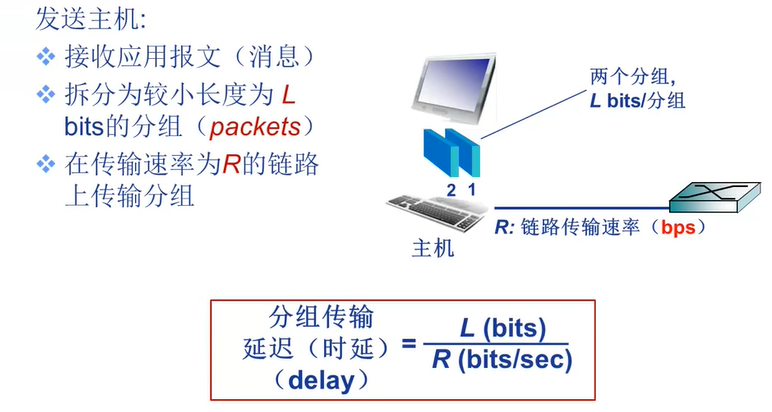 发送主机:
接收应用报文（消息）
拆分为较小长度为 L
bits的分组（packets）
在传输速率为R的链路
上传输分组
两个分组,
L bits/分组
2 1
R: 链路传输速率（bps）
主机
分组传输
延迟（时延）
（delay）
=
L (bits)
R (bits/sec)